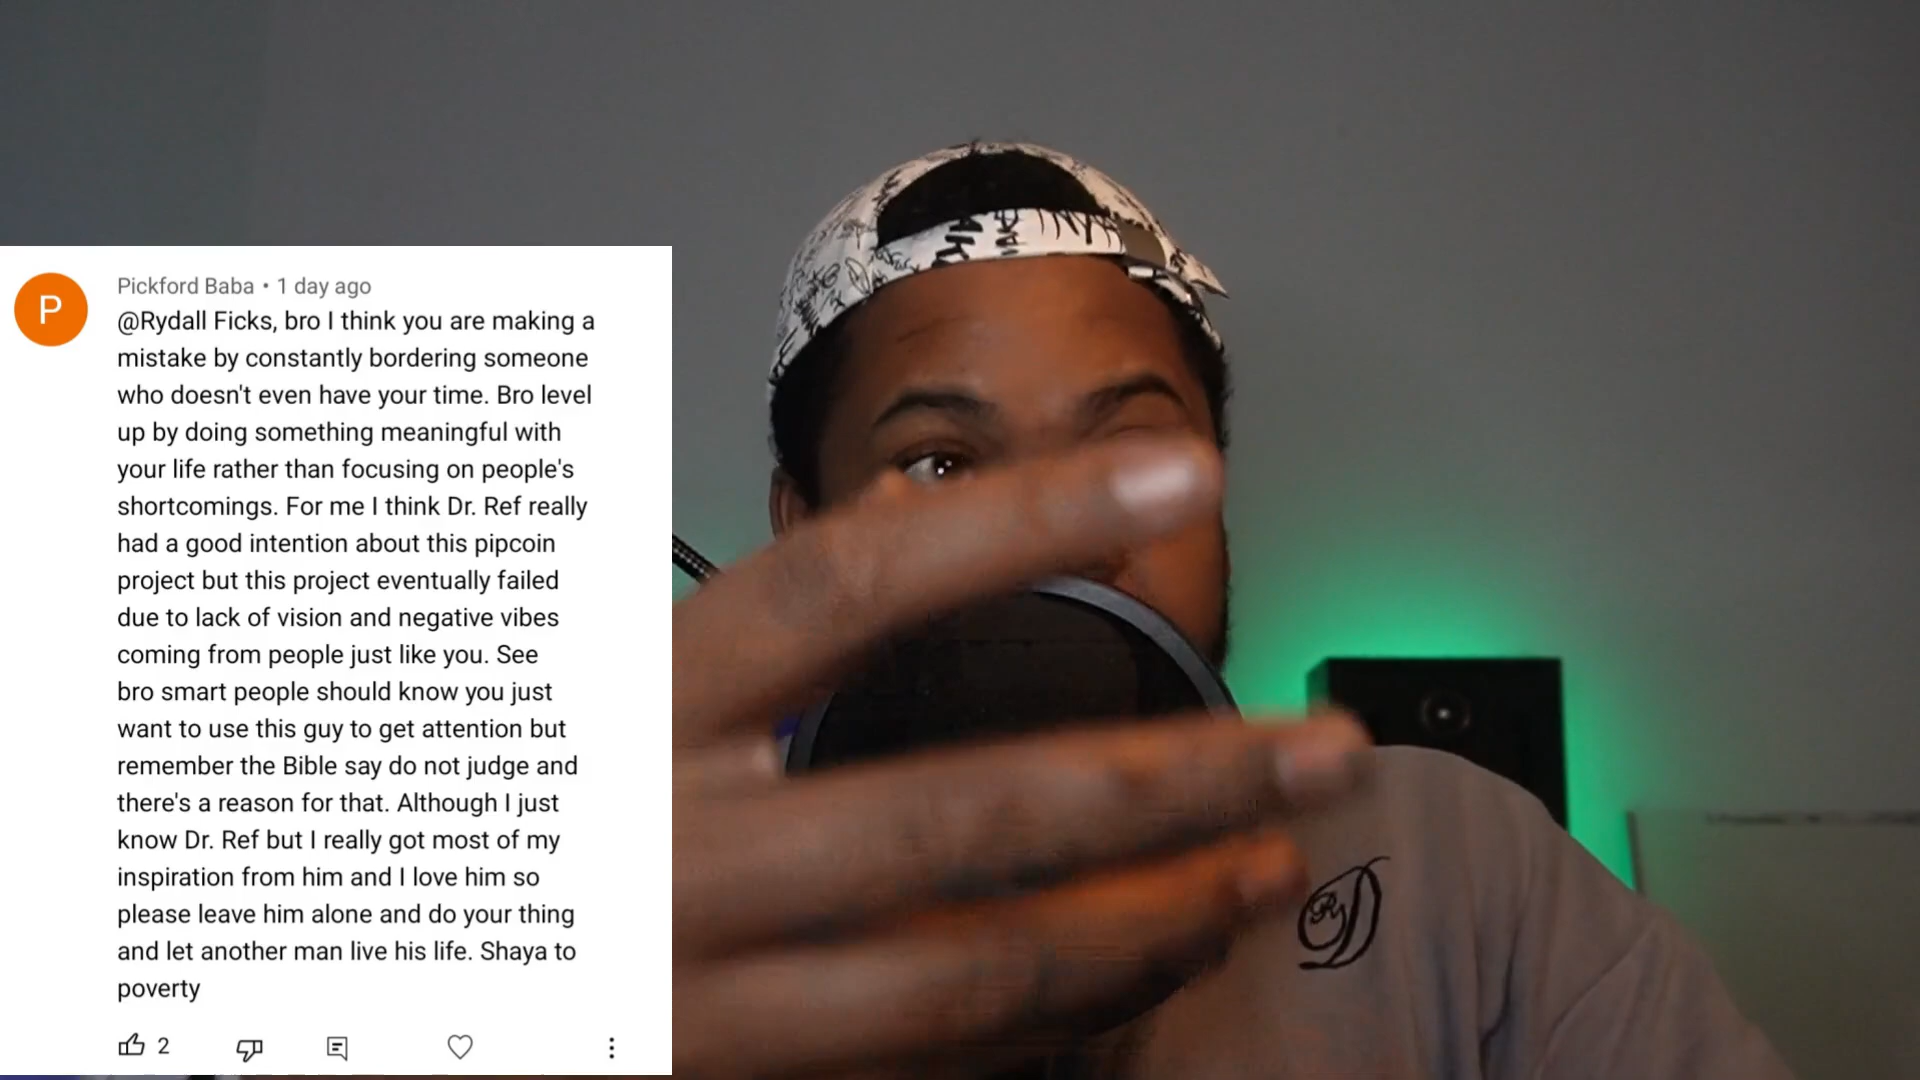 P
Pickford Baba • 1 day ago
@Rydall Ficks, bro I think you are making a
mistake by constantly bordering someone
who doesn't even have your time. Bro level
up by doing something meaningful with
your life rather than focusing on people's
shortcomings. For me I think Dr. Ref really
had a good intention about this pipcoin
project but this project eventually failed
due to lack of vision and negative vibes
coming from people just like you. See
bro smart people should know you just
want to use this guy to get attention but
remember the Bible say do not judge and
there's a reason for that. Although I just
know Dr. Ref but I really got most of my
inspiration from him and I love him so
please leave him alone and do your thing
and let another man live his life. Shaya to
poverty
2